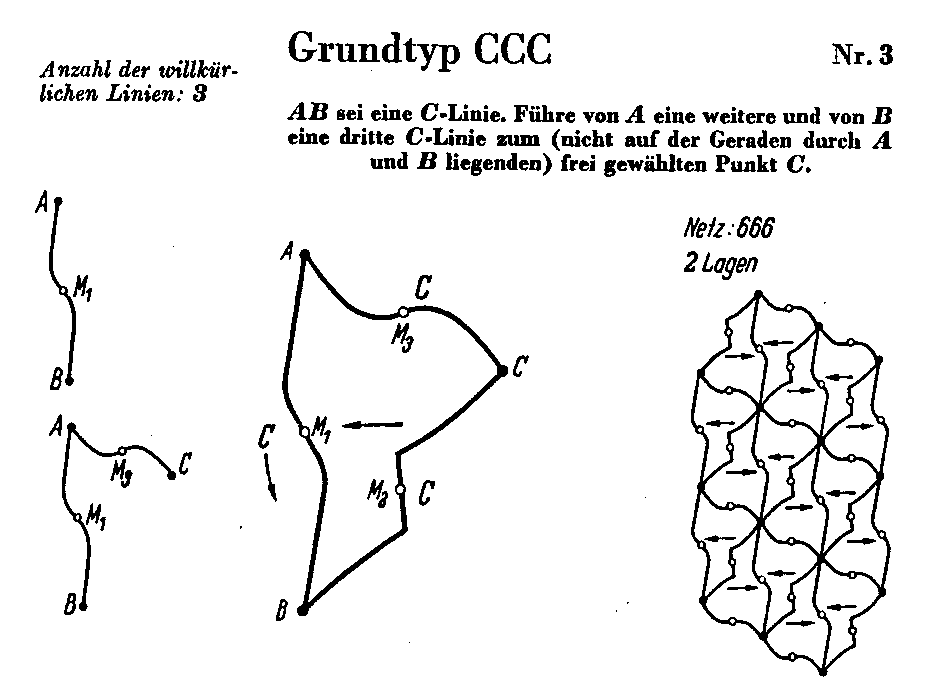 Anzahl der willkür-
lichen Linien: 3
Grundtyp CCC
Nr. 3
AB sei eine C-Linie. Führe von A eine weitere und von B
eine dritte C-Linie zum (nicht auf der Geraden durch A
und B liegenden) frei gewählten Punkt C.
A
M1
B
A
M3
C
M1
B
A
C
M3
C
C
M1
M2
C
B
Netz: 666
2 Lagen